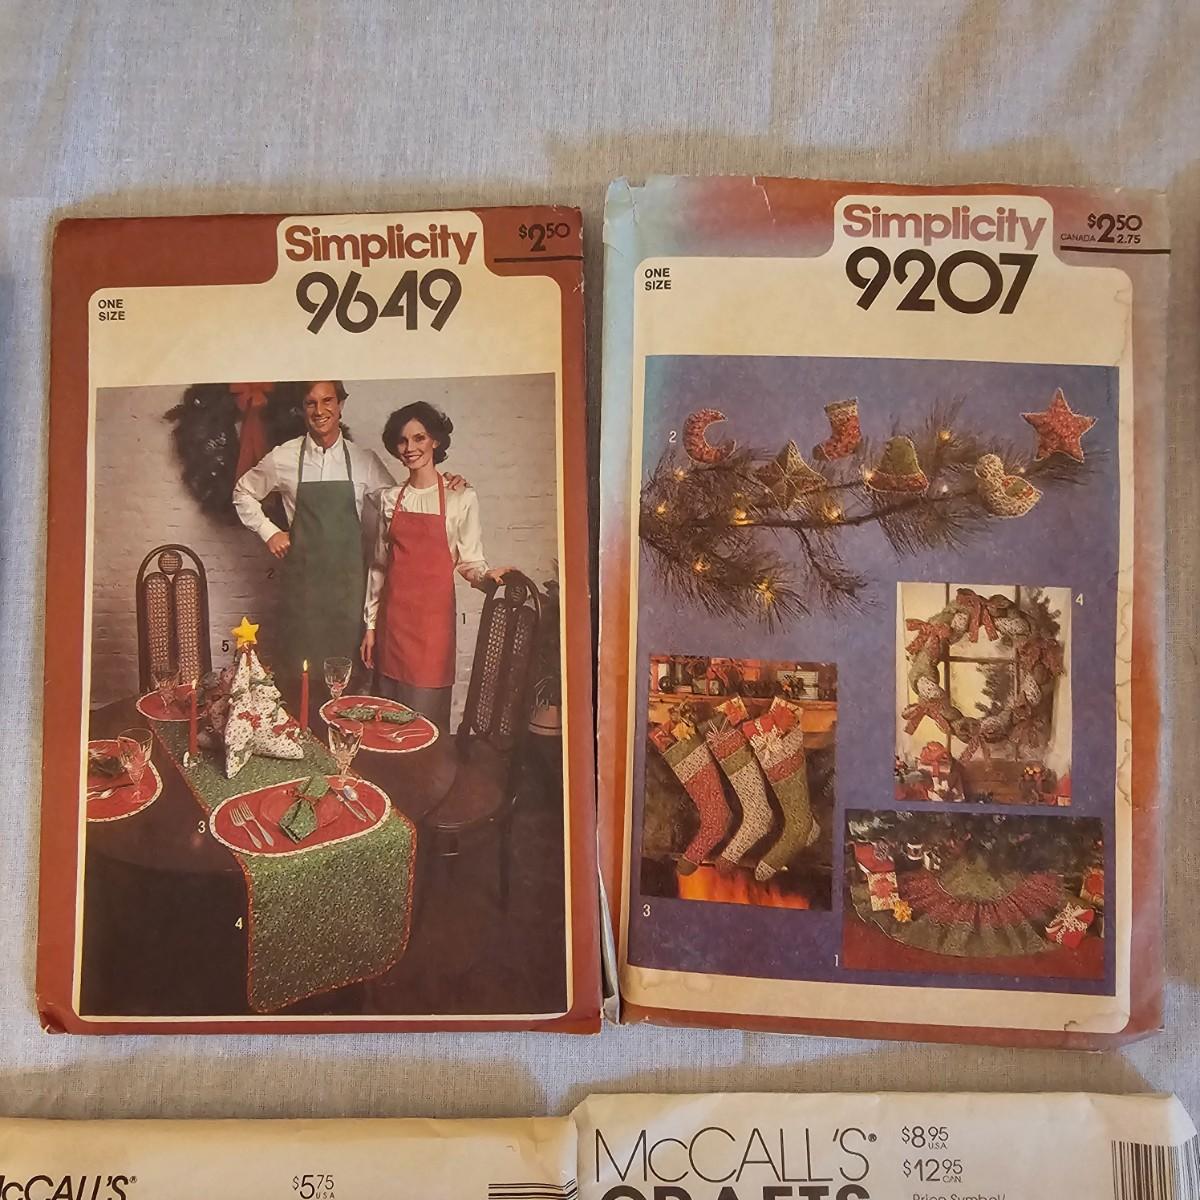 Simplicity
$2.50
9649
ONE
SIZE
2
1
5
3
4
Simplicity
$2.50
CANADA 2.75
9207
ONE
SIZE
2
4
3
1
McCALL'S®
$5.75
USA
McCALL'S®
$8.95
U.S.A.
$12.95
CAN.
CRAFTS